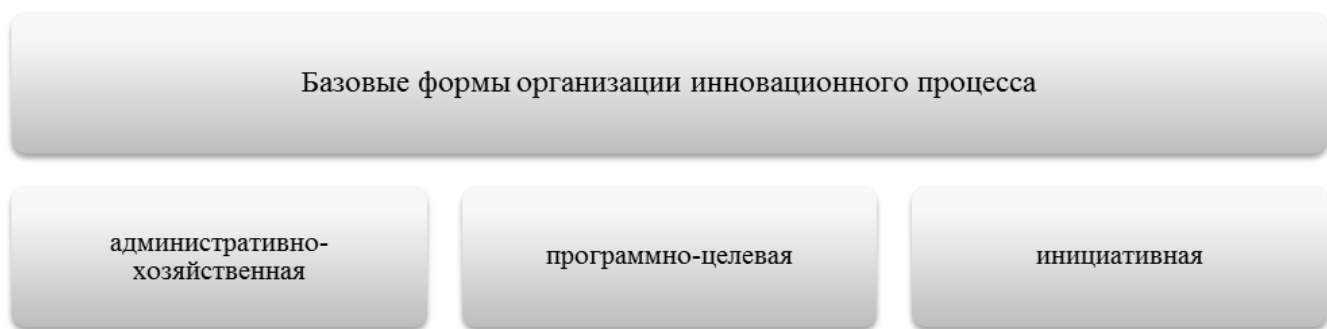 Базовые формы организации инновационного процесса
административно-
хозяйственная
программно-целевая
инициативная